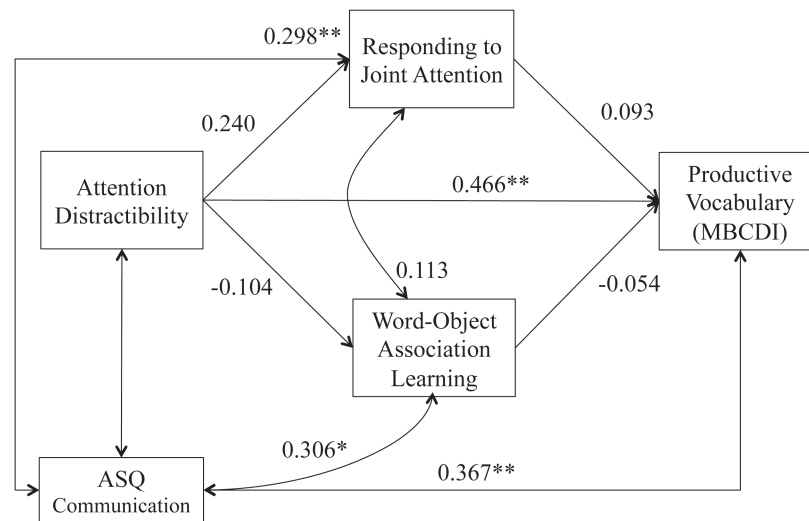 0.298**
Responding to
Joint Attention
0.240
0.093
Attention
Distractibility
0.466**
Productive
Vocabulary
(MBCDI)
-0.104
0.113
-0.054
Word-Object
Association
Learning
0.306*
0.367**
ASQ
Communication